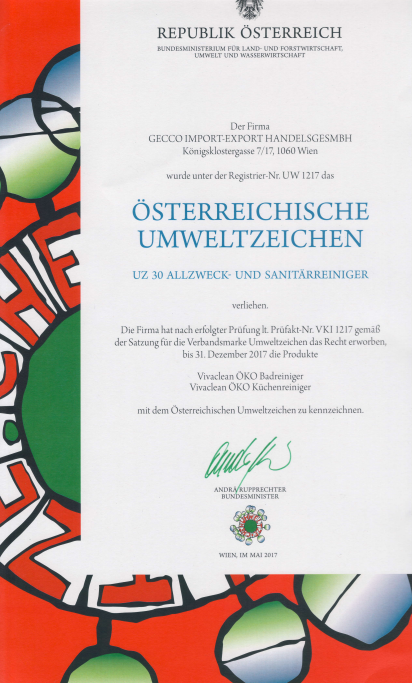 REPUBLIK ÖSTERREICH
BUNDESMINISTERIUM FÜR LAND- UND FORSTWIRTSCHAFT,
UMWELT UND WASSERWIRTSCHAFT
Der Firma
GECCO IMPORT-EXPORT HANDELSGESMBH
Königsklostergasse 7/17, 1060 Wien
wurde unter der Registrier-Nr. UW 1217 das
ÖSTERREICHISCHE
UMWELTZEICHEN
UZ 30 ALLZWECK- UND SANITÄRREINIGER
verliehen.
Die Firma hat nach erfolgter Prüfung lt. Prüfakt-Nr. VKI 1217 gemäß
der Satzung für die Verbandsmarke Umweltzeichen das Recht erworben,
bis 31. Dezember 2017 die Produkte
Vivaclean ÖKO Badreiniger
Vivaclean ÖKO Küchenreiniger
mit dem Österreichischen Umweltzeichen zu kennzeichnen.
ANDRÄ RUPPRECHTER
BUNDESMINISTER
WIEN, IM MAI 2017